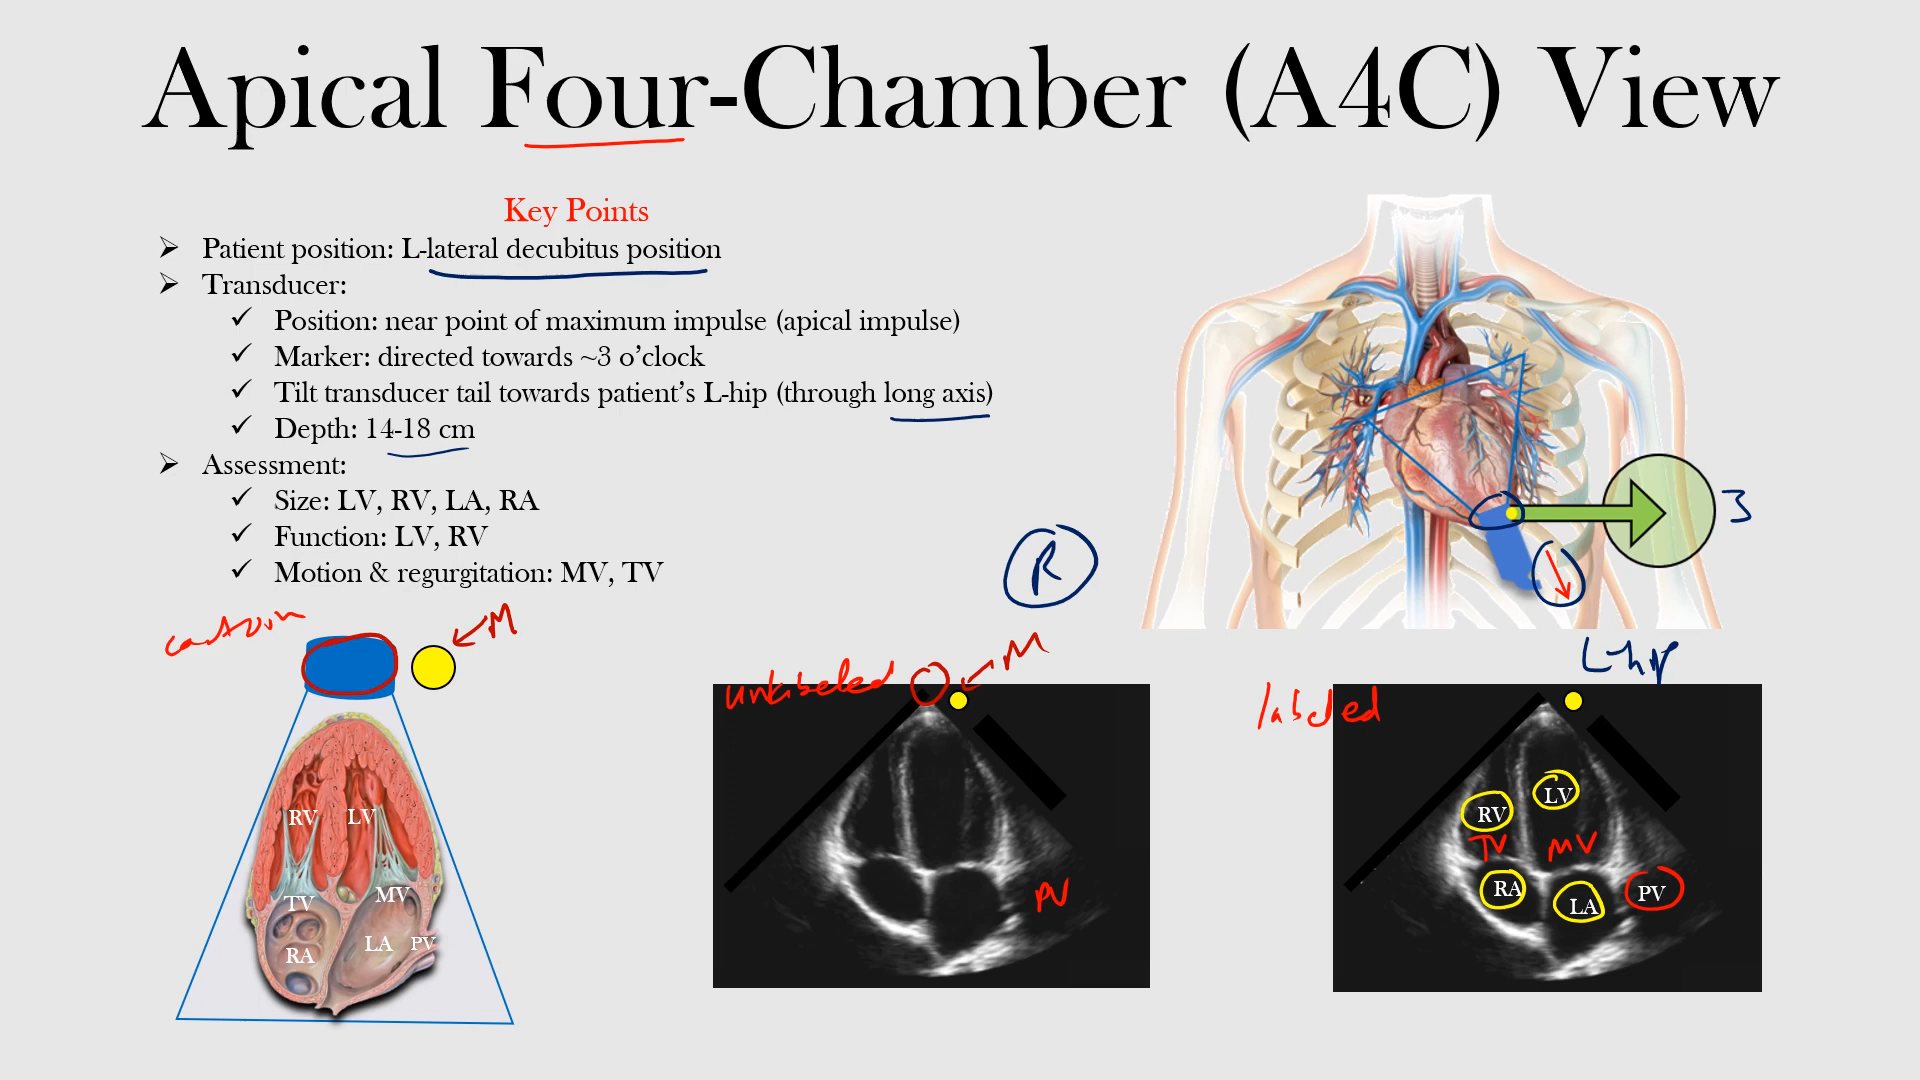 Apical Four-Chamber (A4C) View
Key Points
Patient position: L-lateral decubitus position
Transducer:
Position: near point of maximum impulse (apical impulse)
Marker: directed towards ~3 o’clock
Tilt transducer tail towards patient’s L-hip (through long axis)
Depth: 14-18 cm
Assessment:
Size: LV, RV, LA, RA
Function: LV, RV
Motion & regurgitation: MV, TV
3
R
L-hip
cartoon
M
RV LV
TV MV
RA LA PV
unlabeled
M
PV
labeled
LV
RV
TV MV
RA LA PV